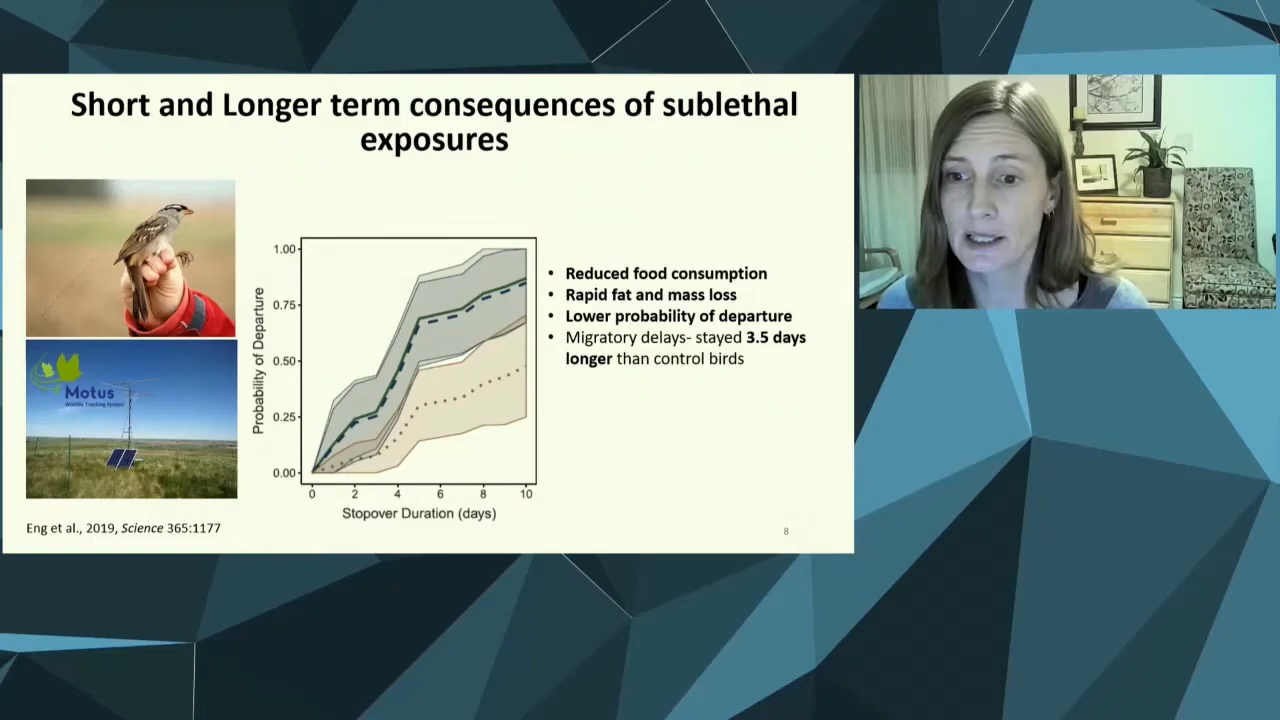 Short and Longer term consequences of sublethal
exposures
Motus
Wildlife Tracking System
Probability of Departure
1.00
0.75
0.50
0.25
0.00
0 2 4 6 8 10
Stopover Duration (days)
• Reduced food consumption
• Rapid fat and mass loss
• Lower probability of departure
• Migratory delays- stayed 3.5 days
longer than control birds
Eng et al., 2019, Science 365:1177
8